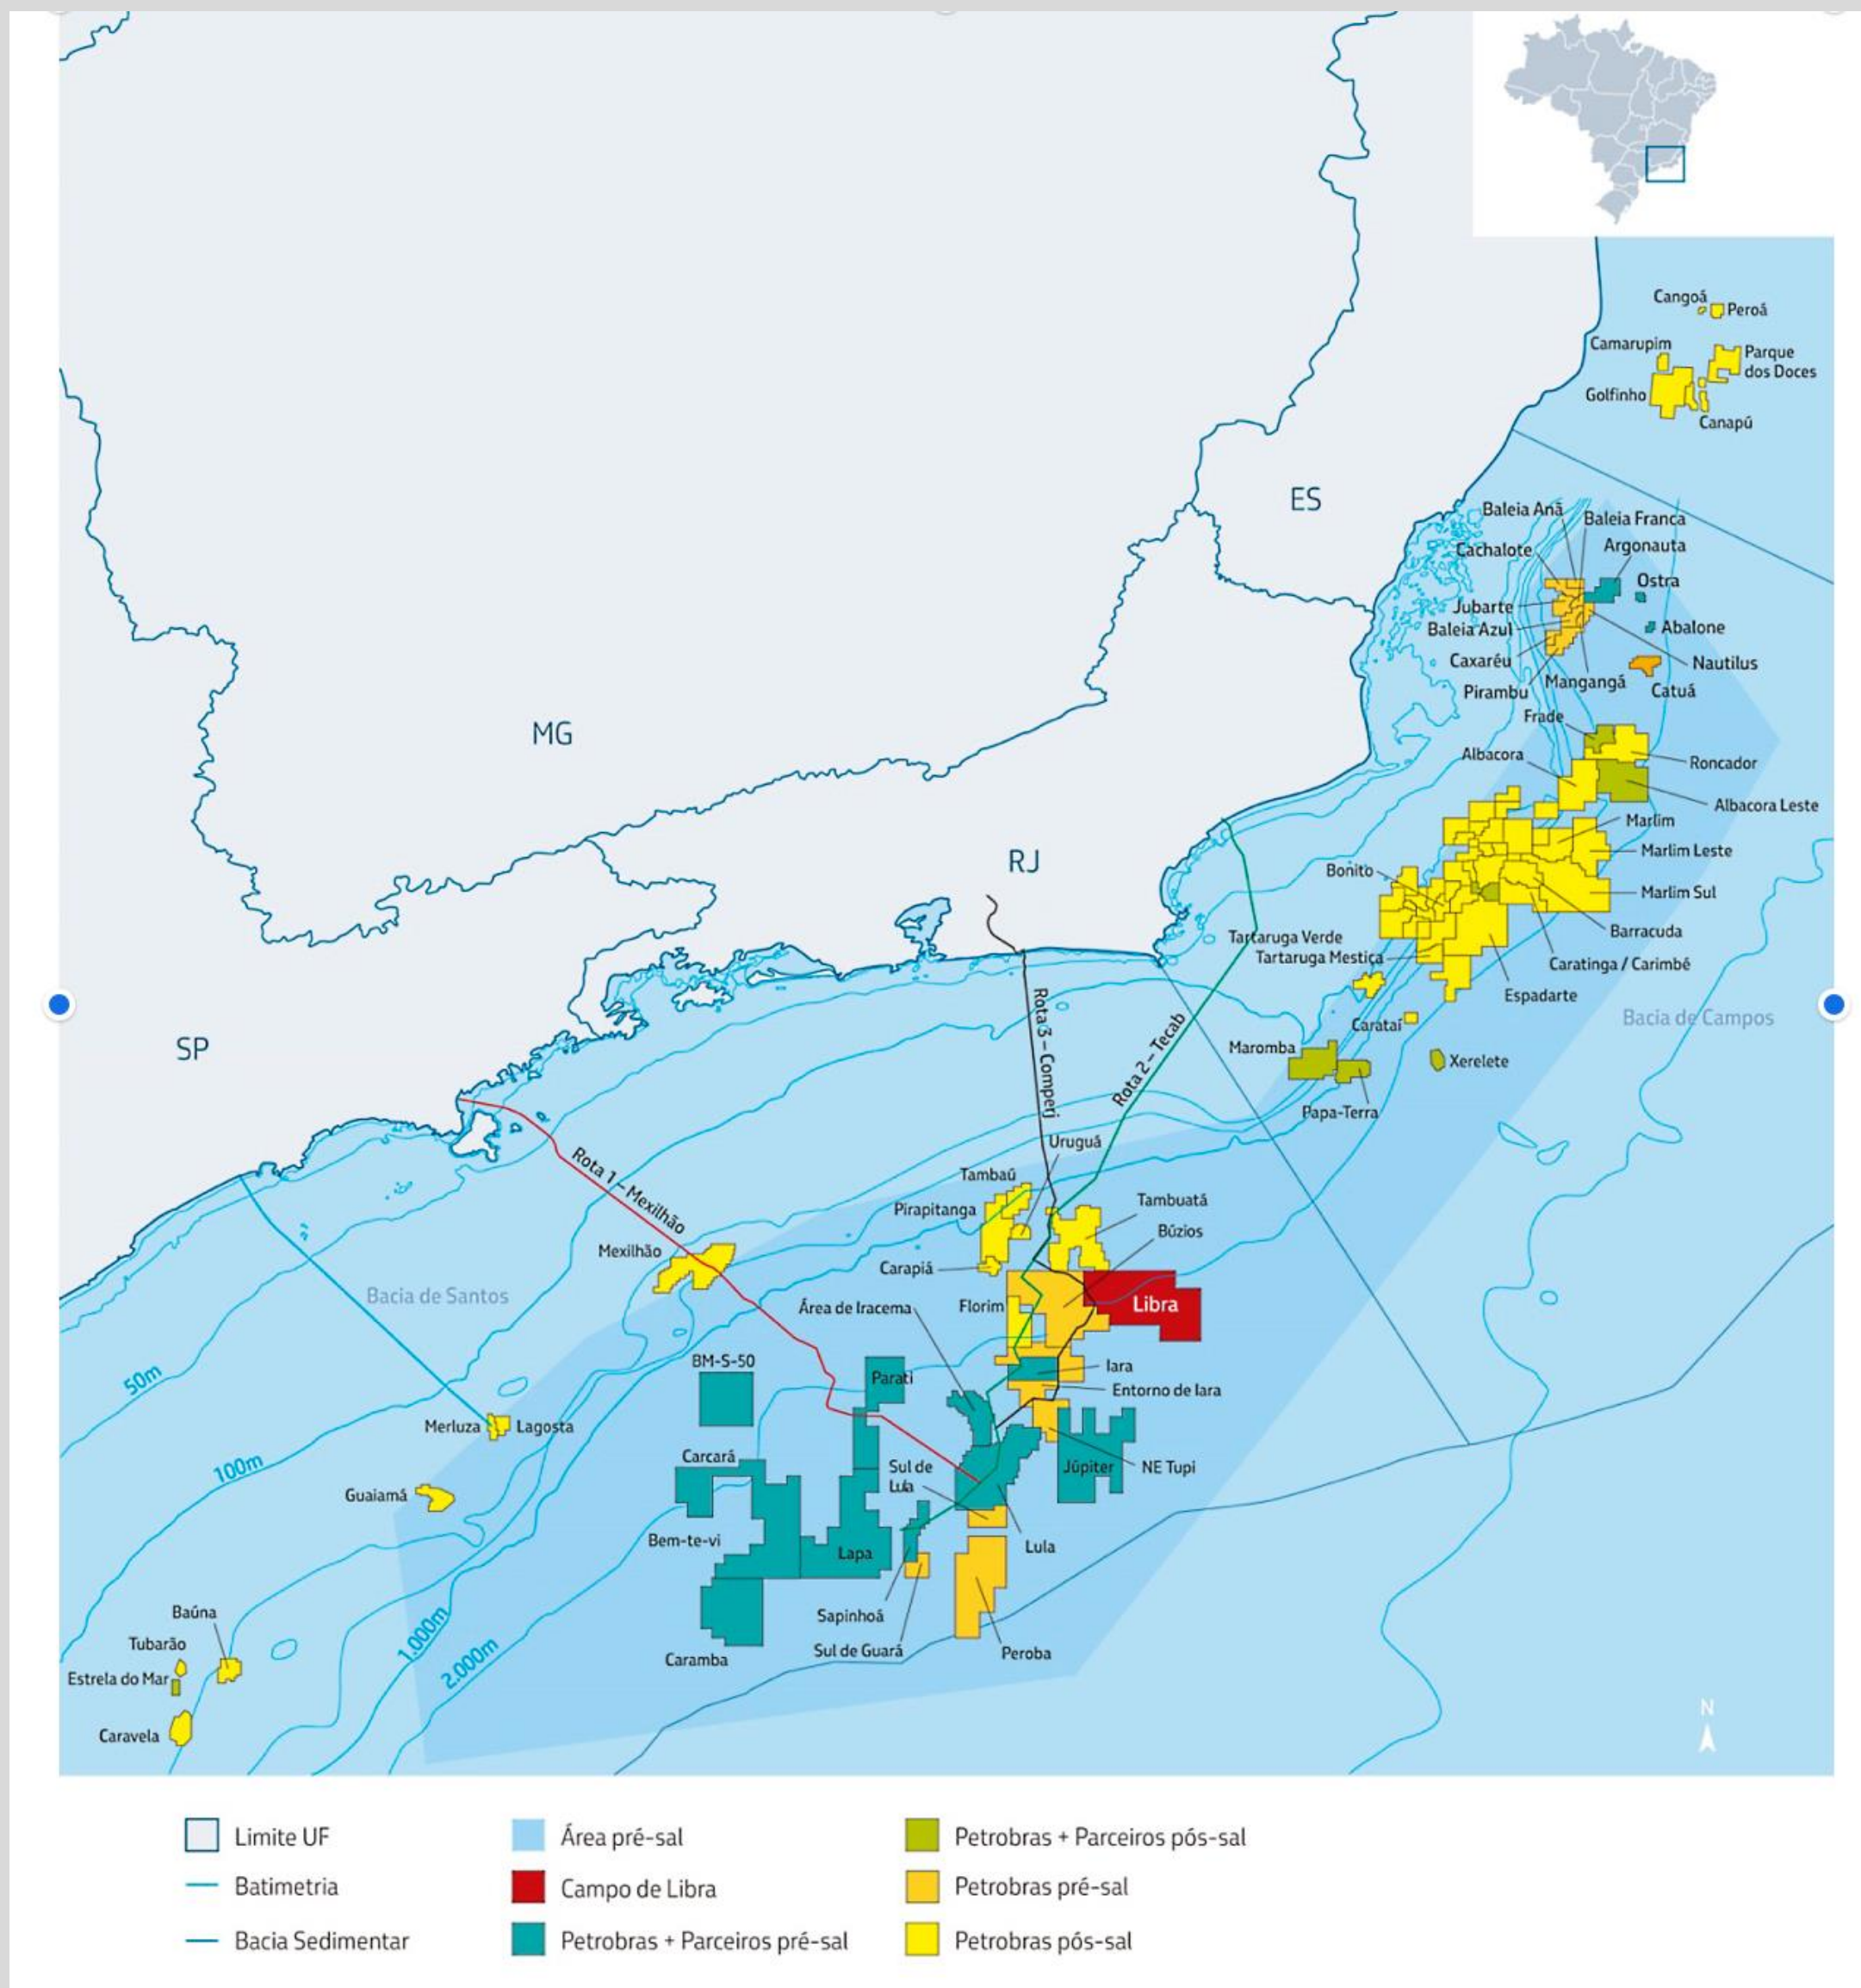 Cangoá
Peroá
Camarupim
Parque
dos Doces
Golfinho
Canapú
ES
Baleia Anã
Baleia Franca
Cachalote
Argonauta
Ostra
Jubarte
Baleia Azul
Abalone
Caxaréu
Nautilus
Pirambu
Mangangá
Catuá
MG
Frade
Albacora
Roncador
Albacora Leste
Marlim
RJ
Marlim Leste
Bonito
Marlim Sul
Barracuda
Tartaruga Verde
Tartaruga Mestiça
Caratinga / Carimbé
Espadarte
Bacia de Campos
Carataí
SP
Maromba
Xerelete
Papa-Terra
Rota 3 – Comperj
Rota 2 – Tecab
Rota 1 – Mexilhão
Uruguá
Tambaú
Pirapitanga
Tambuatá
Búzios
Mexilhão
Carapiá
Bacia de Santos
Área de Iracema
Florim
Libra
BM-S-50
Parati
Iara
Entorno de Iara
50m
Merluza
Lagosta
100m
Carcará
Sul de
Lula
Júpiter
NE Tupi
Guaiamá
Bem-te-vi
Lapa
Lula
Sapinhoá
Sul de Guará
Peroba
Caramba
Baúna
Tubarão
Estrela do Mar
Caravela
1.000m
2.000m
N
Limite UF
Área pré-sal
Petrobras + Parceiros pós-sal
Batimetria
Campo de Libra
Petrobras pré-sal
Bacia Sedimentar
Petrobras + Parceiros pré-sal
Petrobras pós-sal